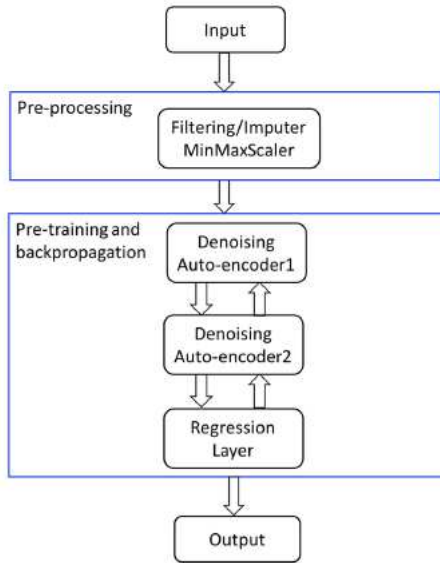 Input
Pre-processing
Filtering/Imputer
MinMaxScaler
Pre-training and
backpropagation
Denoising
Auto-encoder1
Denoising
Auto-encoder2
Regression
Layer
Output